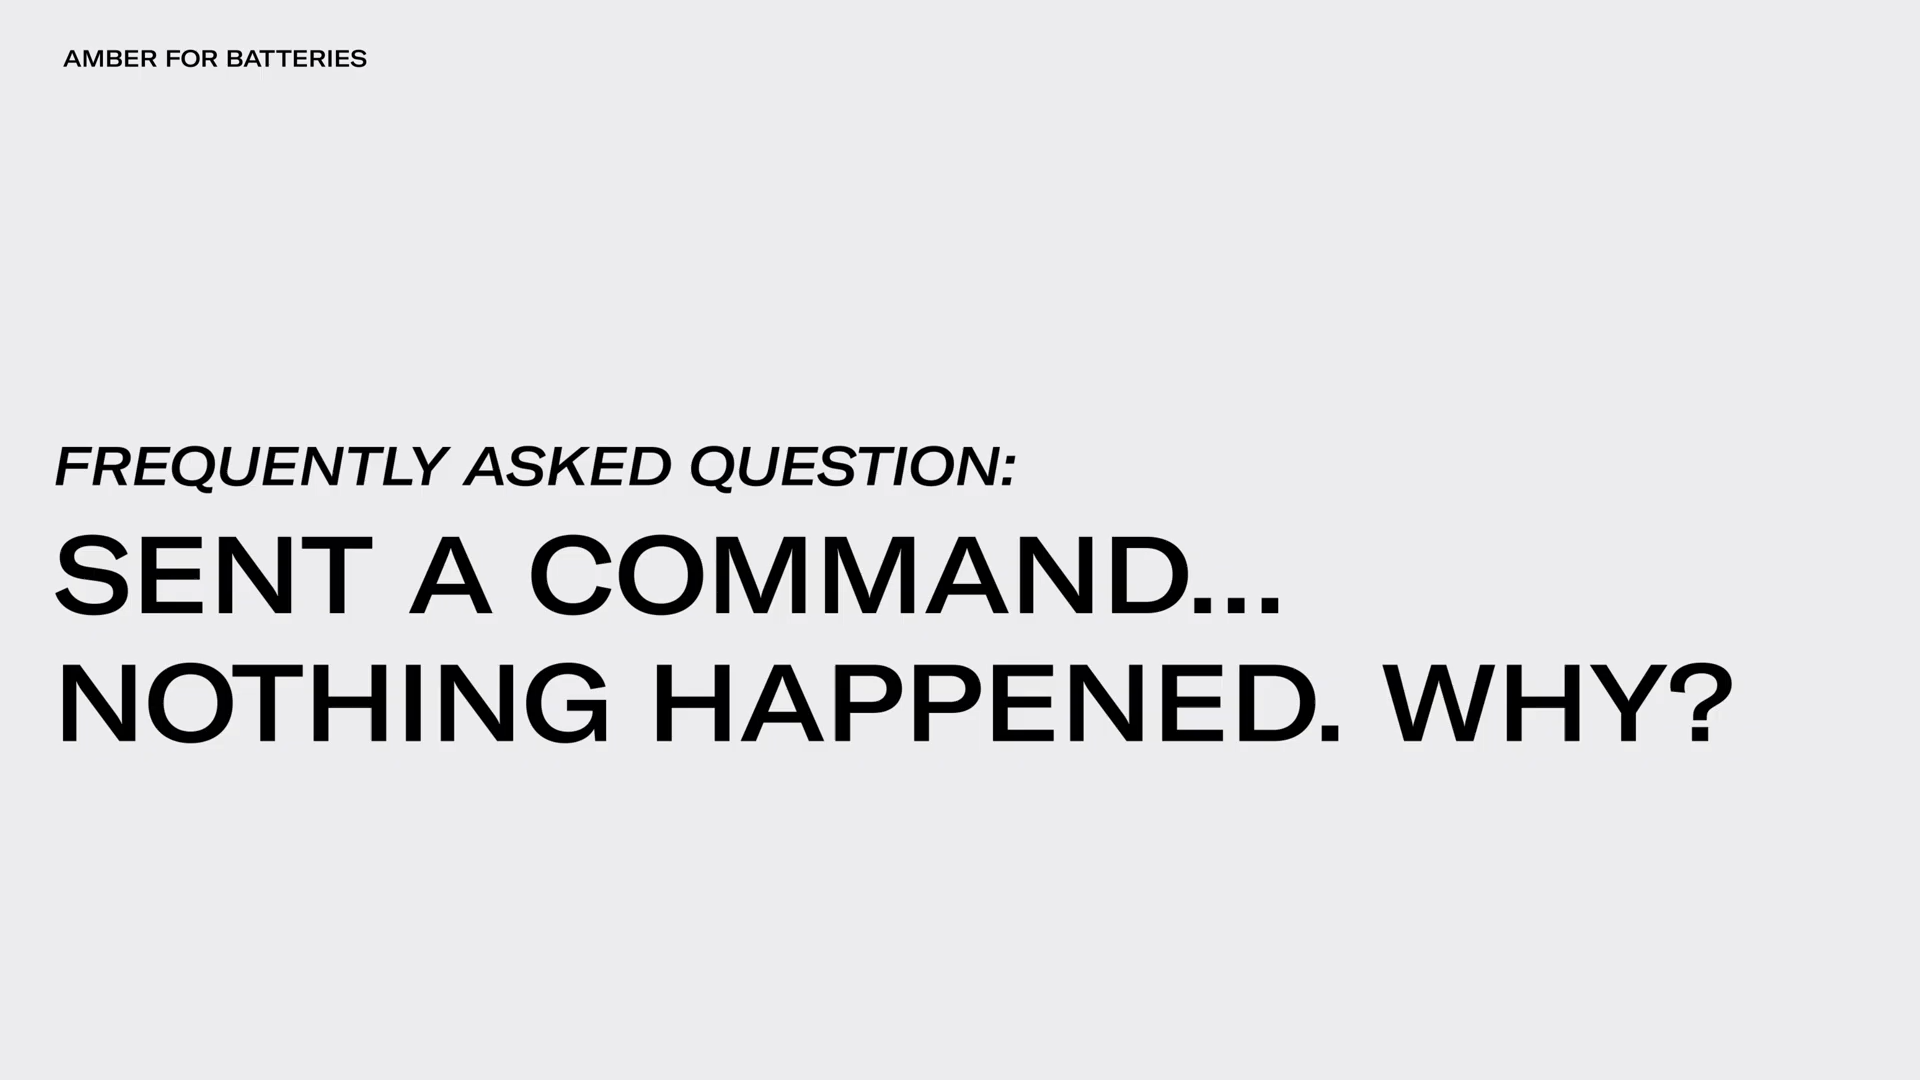 AMBER FOR BATTERIES
FREQUENTLY ASKED QUESTION:
SENT A COMMAND...
NOTHING HAPPENED. WHY?